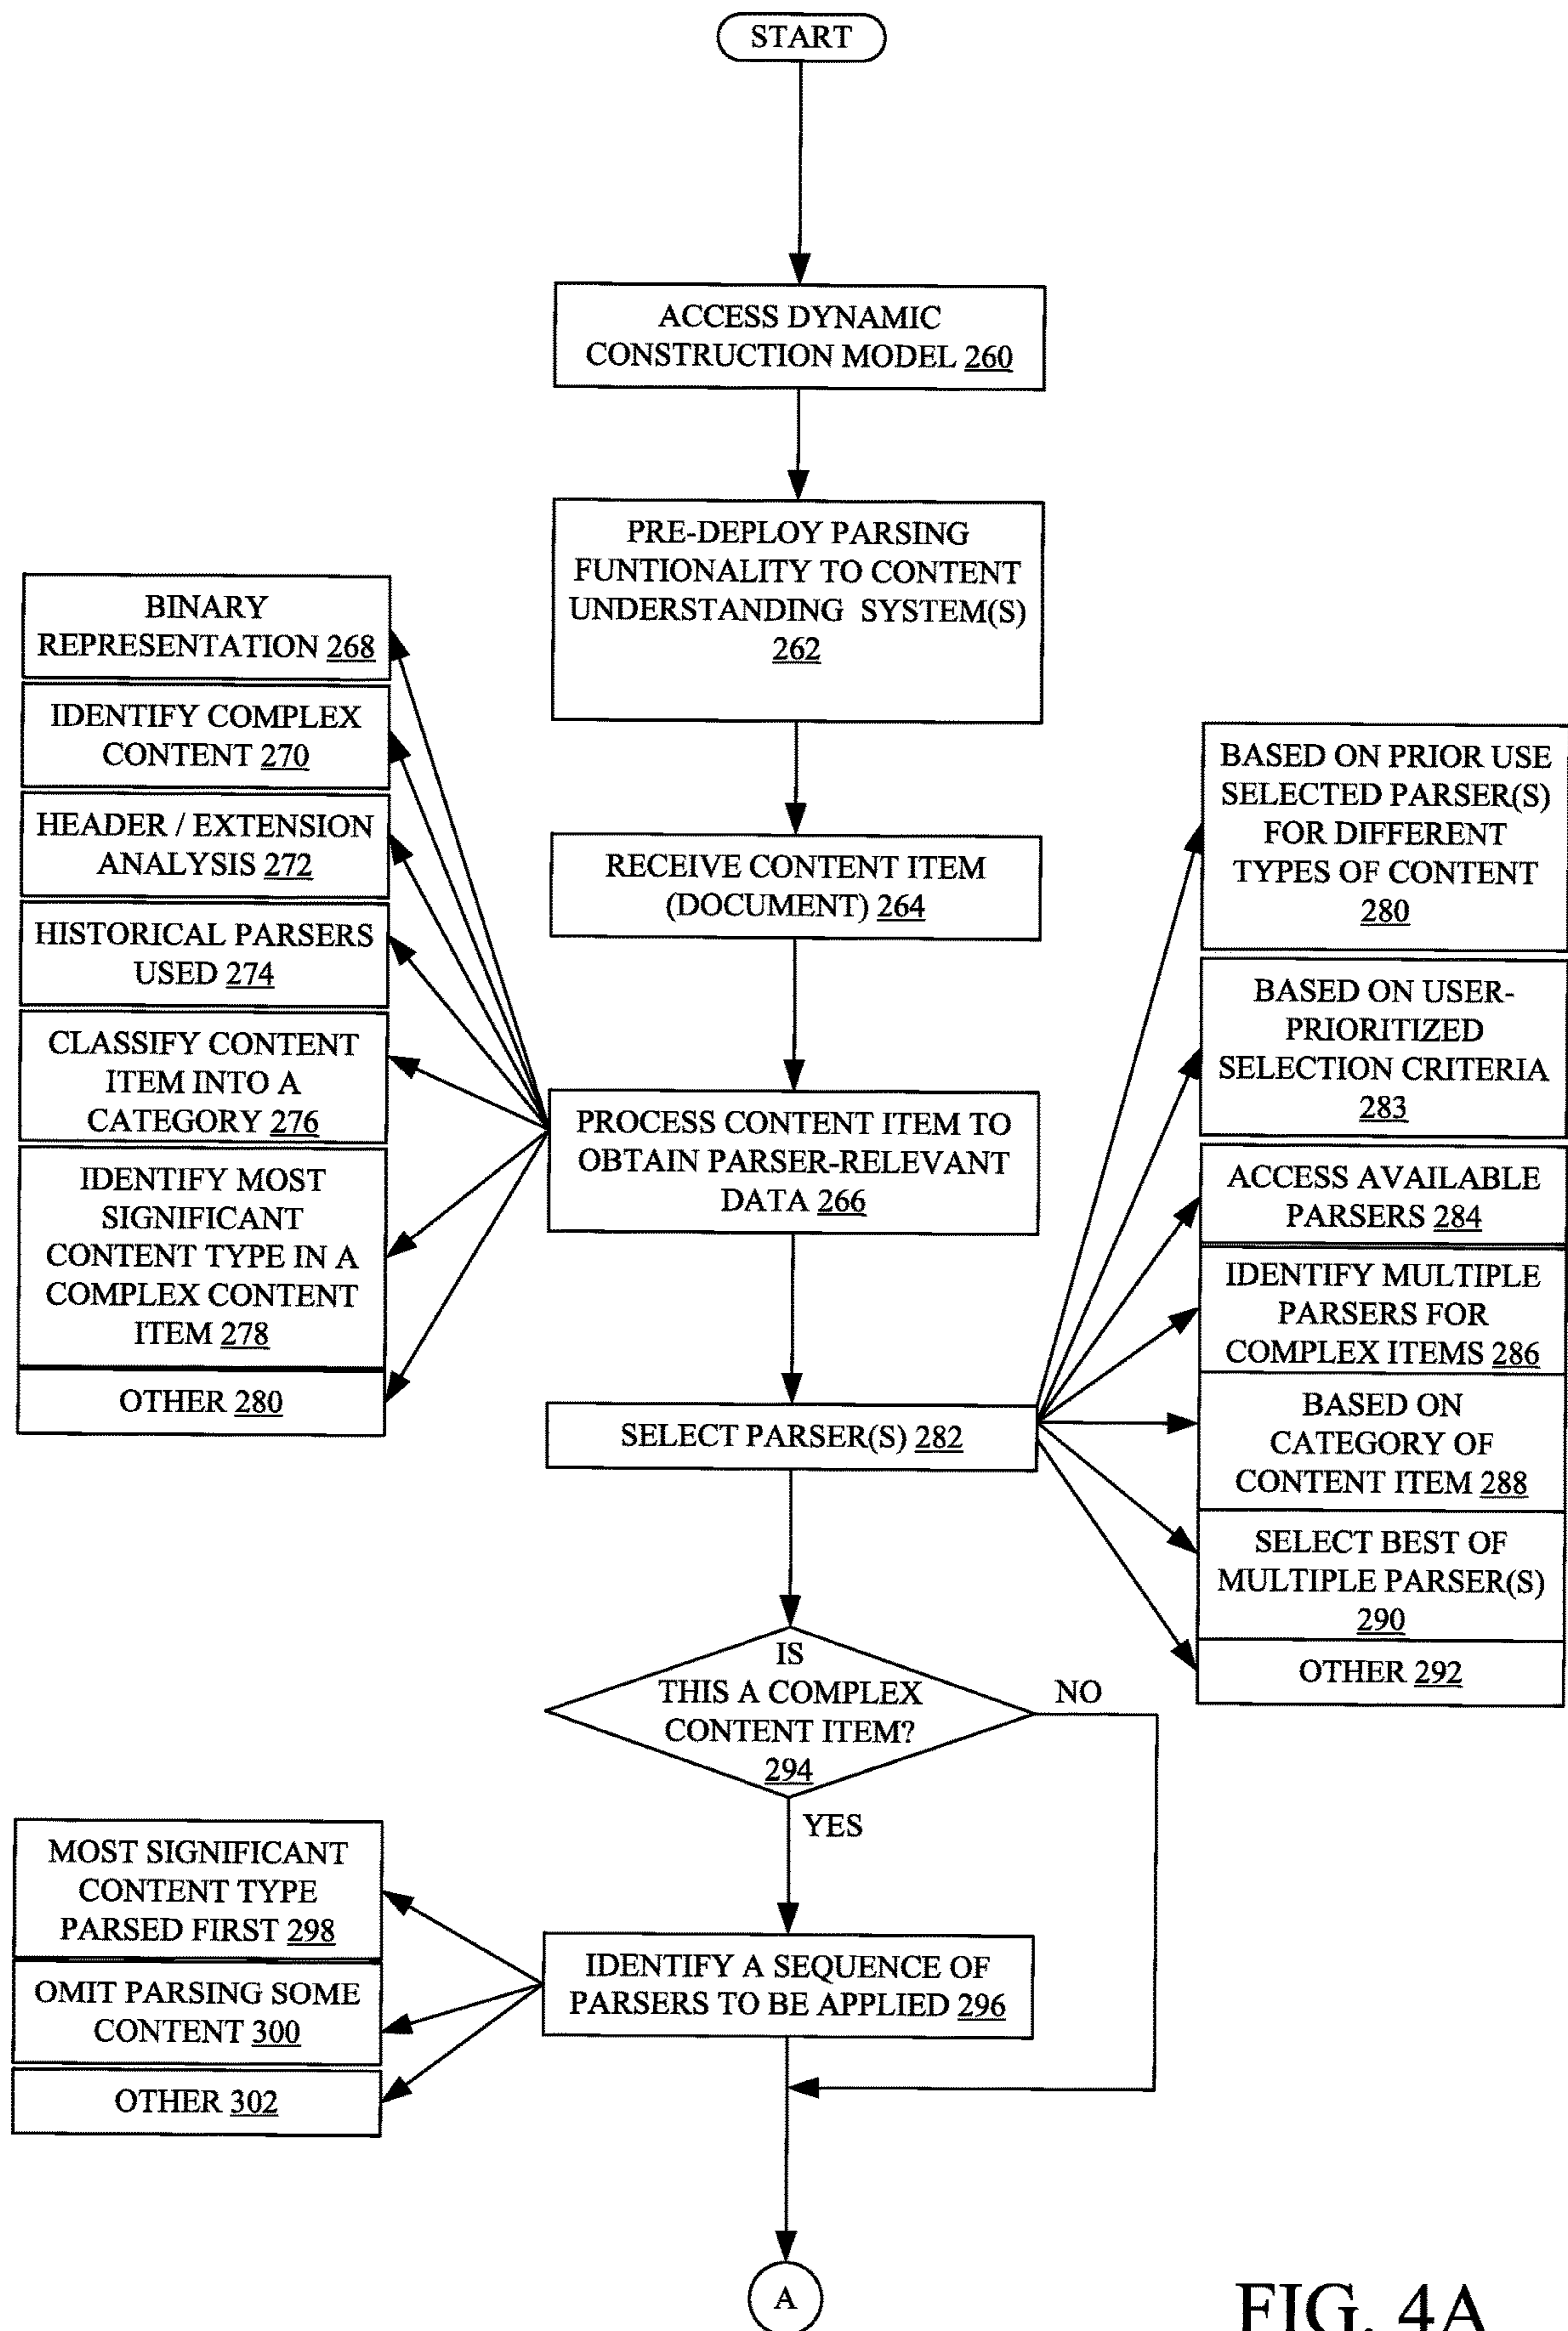 START
ACCESS DYNAMIC
CONSTRUCTION MODEL 260
PRE-DEPLOY PARSING
FUNTIONALITY TO CONTENT
UNDERSTANDING SYSTEM(S)
262
RECEIVE CONTENT ITEM
(DOCUMENT) 264
PROCESS CONTENT ITEM TO
OBTAIN PARSER-RELEVANT
DATA 266
BINARY
REPRESENTATION 268
IDENTIFY COMPLEX
CONTENT 270
HEADER / EXTENSION
ANALYSIS 272
HISTORICAL PARSERS
USED 274
CLASSIFY CONTENT
ITEM INTO A
CATEGORY 276
IDENTIFY MOST
SIGNIFICANT
CONTENT TYPE IN A
COMPLEX CONTENT
ITEM 278
OTHER 280
SELECT PARSER(S) 282
BASED ON PRIOR USE
SELECTED PARSER(S)
FOR DIFFERENT
TYPES OF CONTENT
280
BASED ON USER-
PRIORITIZED
SELECTION CRITERIA
283
ACCESS AVAILABLE
PARSERS 284
IDENTIFY MULTIPLE
PARSERS FOR
COMPLEX ITEMS 286
BASED ON
CATEGORY OF
CONTENT ITEM 288
SELECT BEST OF
MULTIPLE PARSER(S)
290
OTHER 292
IS
THIS A COMPLEX
CONTENT ITEM?
294
NO
YES
IDENTIFY A SEQUENCE OF
PARSERS TO BE APPLIED 296
MOST SIGNIFICANT
CONTENT TYPE
PARSED FIRST 298
OMIT PARSING SOME
CONTENT 300
OTHER 302
A
FIG. 4A